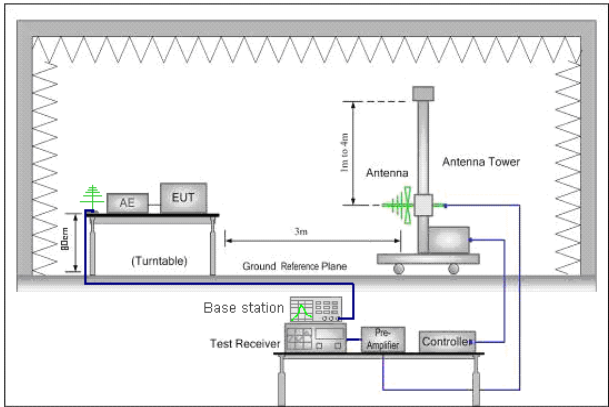 1m to 4m
Antenna Tower
Antenna
AE
EUT
80cm
3m
(Turntable)
Ground Reference Plane
Base station
Test Receiver
Pre-
Amplifier
Controller